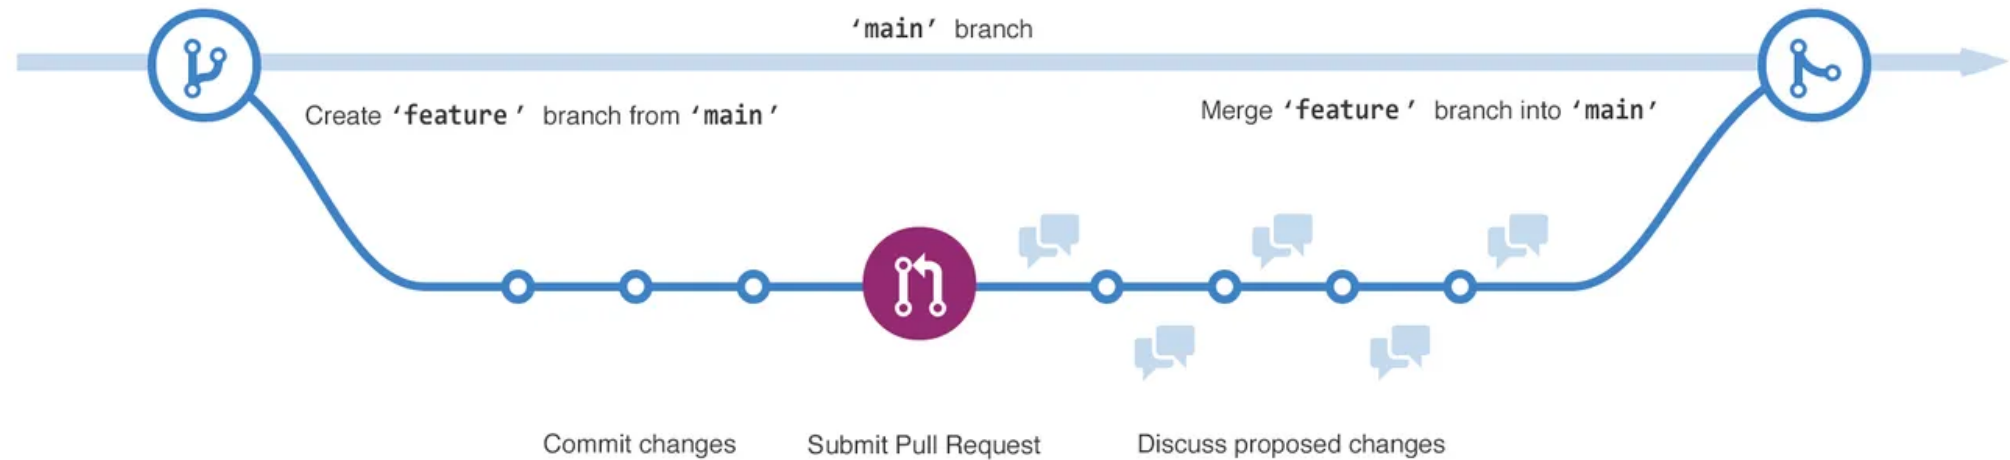 ‘main’ branch
Create ‘feature ’ branch from ‘main ’
Merge ‘feature ’ branch into ‘main’
Commit changes
Submit Pull Request
Discuss proposed changes